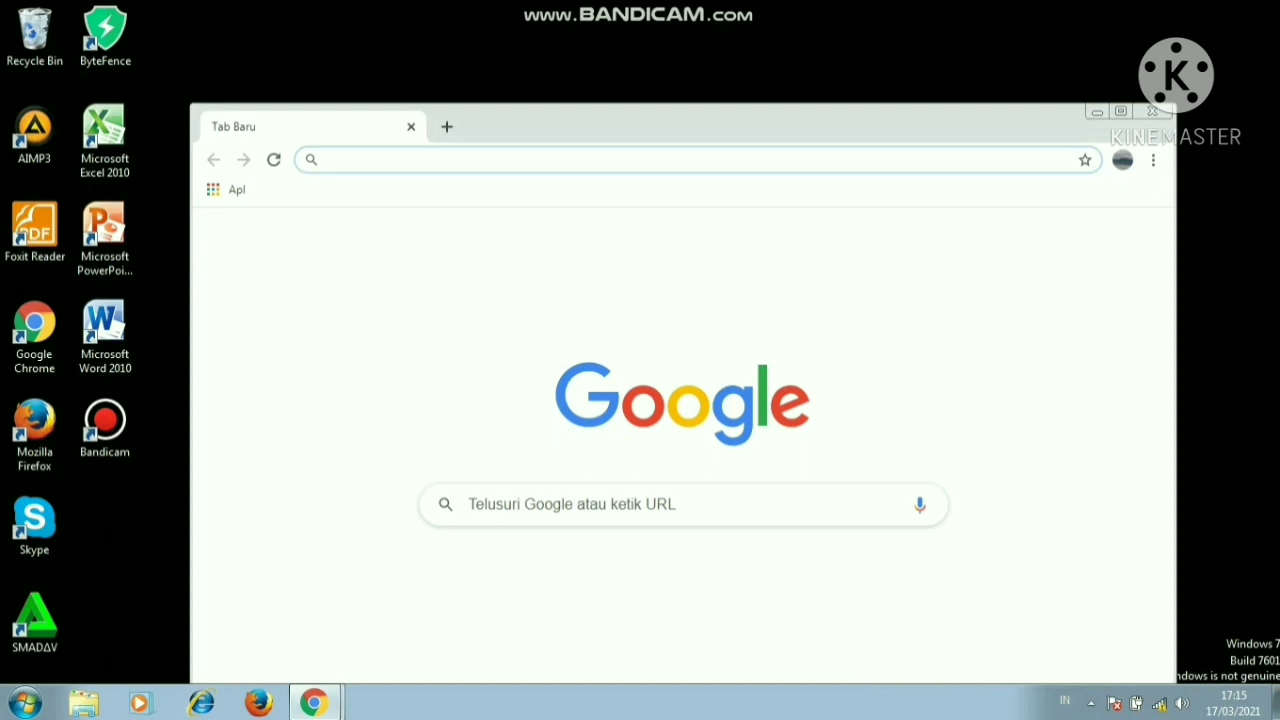 www.BANDICAM.com
K
KINEMASTER
Recycle Bin
ByteFence
AIMP3
Microsoft
Excel 2010
PDF
Foxit Reader
Microsoft
PowerPoi...
Google
Chrome
Microsoft
Word 2010
Mozilla
Firefox
Bandicam
Skype
SMADΔV
Tab Baru
Apl
Google
Telusuri Google atau ketik URL
Windows 7
Build 7601
ndows is not genuine
IN
17:15
17/03/2021